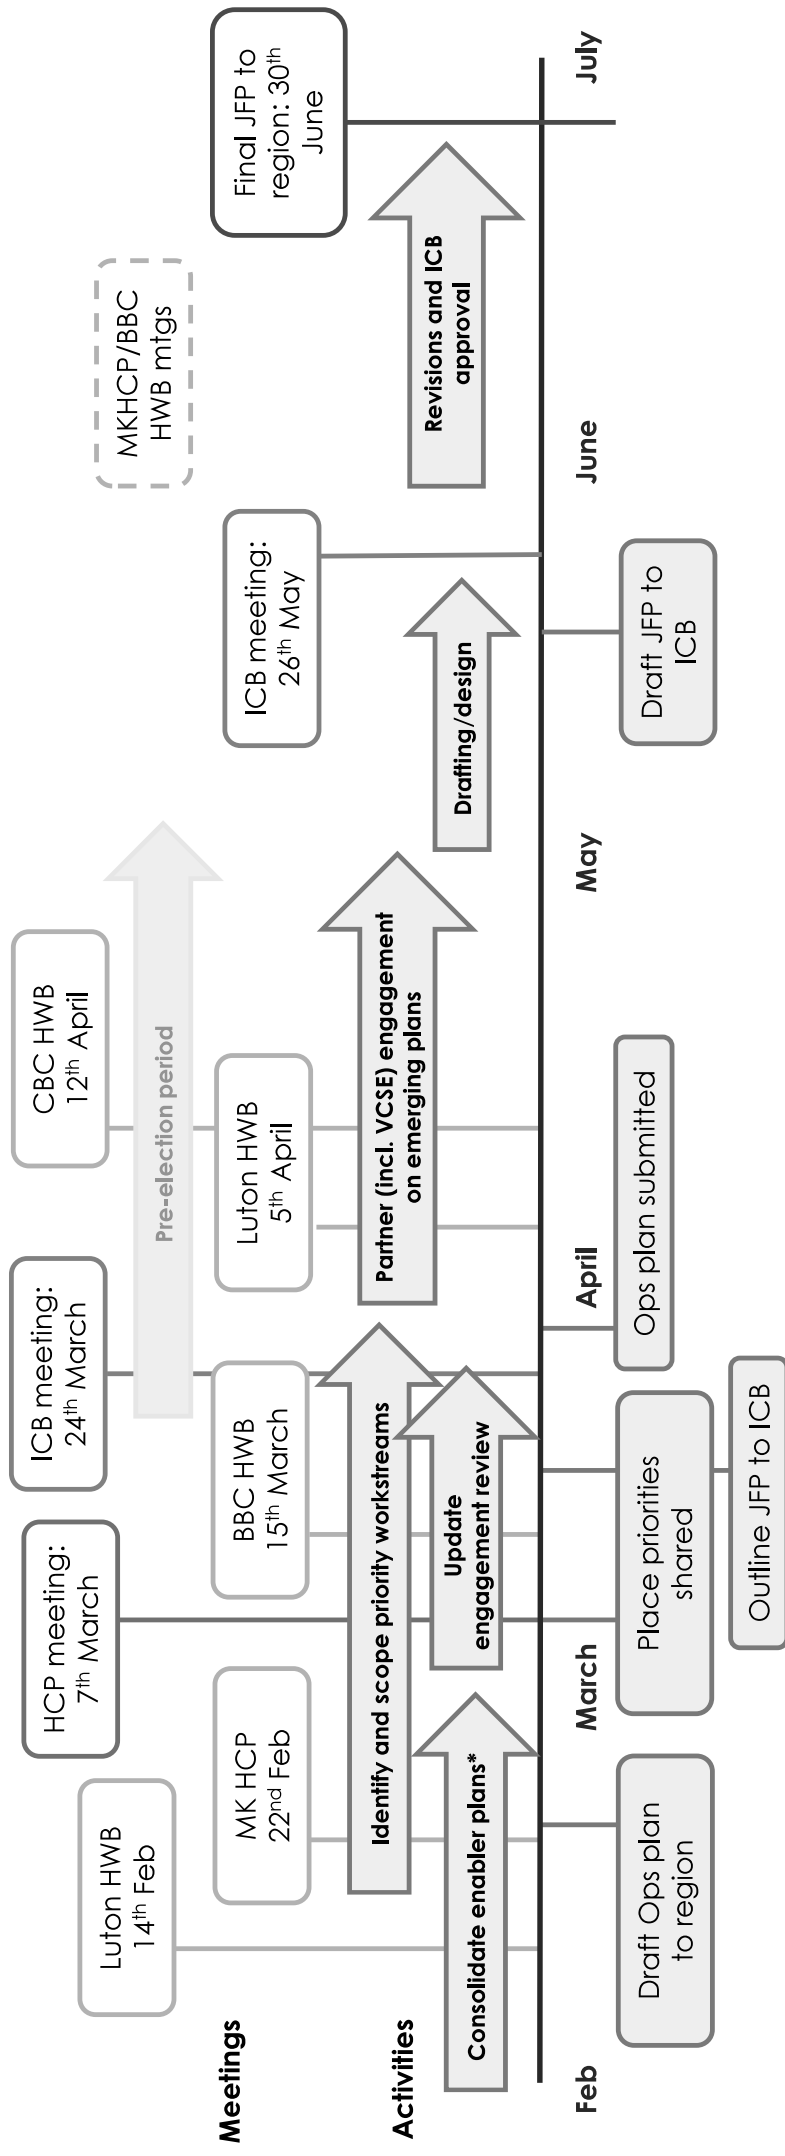 Meetings
Luton HWB
14th Feb
MK HCP
22nd Feb
HCP meeting:
7th March
BBC HWB
15th March
ICB meeting:
24th March
Pre-election period
Luton HWB
5th April
CBC HWB
12th April
ICB meeting:
26th May
MKHCP/BBC
HWB mtgs
Final JFP to
region: 30th
June
Activities
Consolidate enabler plans*
Identify and scope priority workstreams
Update
engagement review
Partner (incl. VCSE) engagement
on emerging plans
Drafting/design
Revisions and ICB
approval
Feb
March
April
May
June
July
Draft Ops plan
to region
Place priorities
shared
Outline JFP to ICB
Ops plan submitted
Draft JFP to
ICB